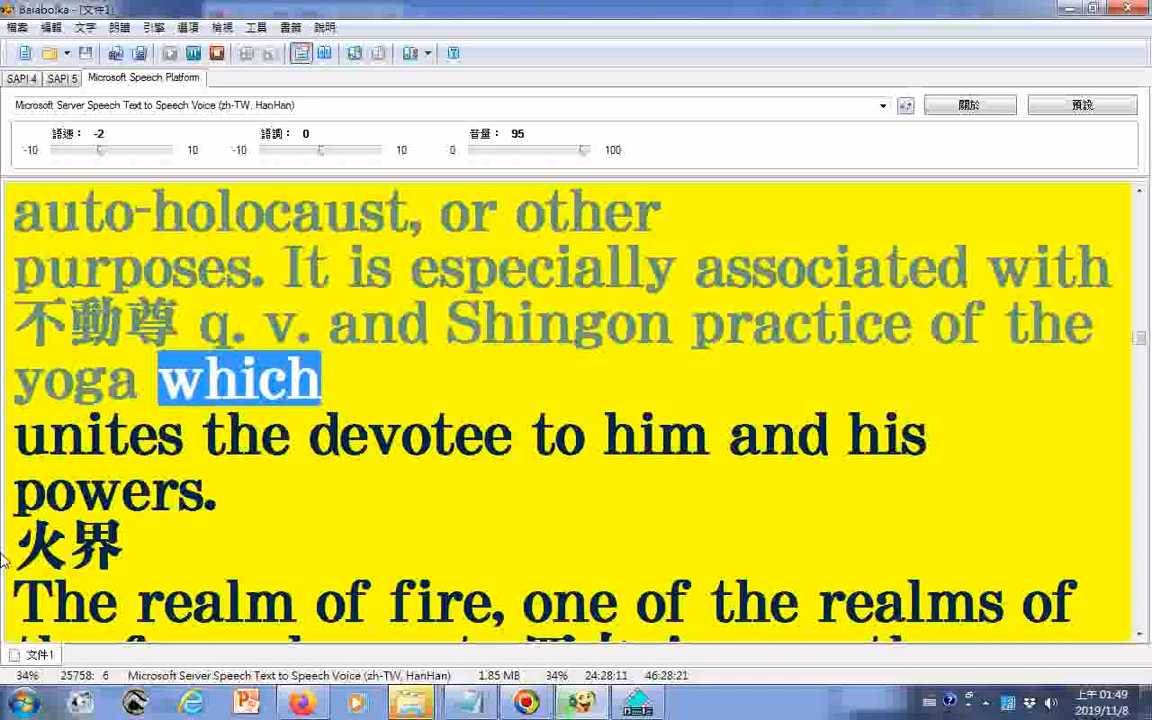 Balabolka - [文件1]
檔案 編輯 文字 朗讀 引擎 選項 檢視 工具 書籤 說明
SAPI 4 SAPI 5 Microsoft Speech Platform
Microsoft Server Speech Text to Speech Voice (zh-TW, HanHan) 關於 預設
語速： -2 語調： 0 音量： 95
-10 10 -10 10 0 100
auto-holocaust, or other
purposes. It is especially associated with
不動尊 q. v. and Shingon practice of the
yoga which
unites the devotee to him and his
powers.
火界
The realm of fire, one of the realms of
文件1
34% 25758: 6 Microsoft Server Speech Text to Speech Voice (zh-TW, HanHan) 1.85 MB 34% 24:28:11 46:28:21
上午 01:49
2019/11/8